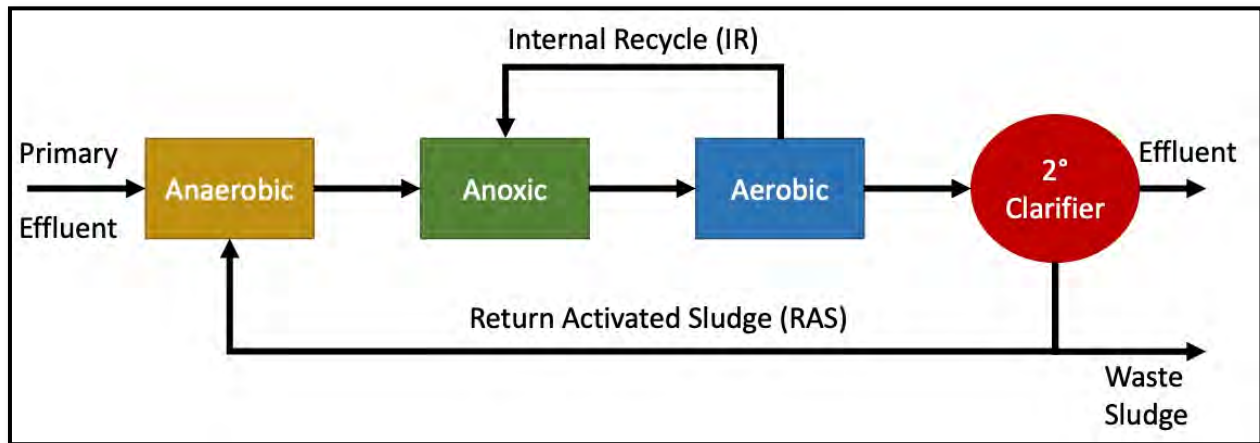 Internal Recycle (IR)
Primary
Effluent
Anaerobic
Anoxic
Aerobic
2°
Clarifier
Effluent
Return Activated Sludge (RAS)
Waste
Sludge